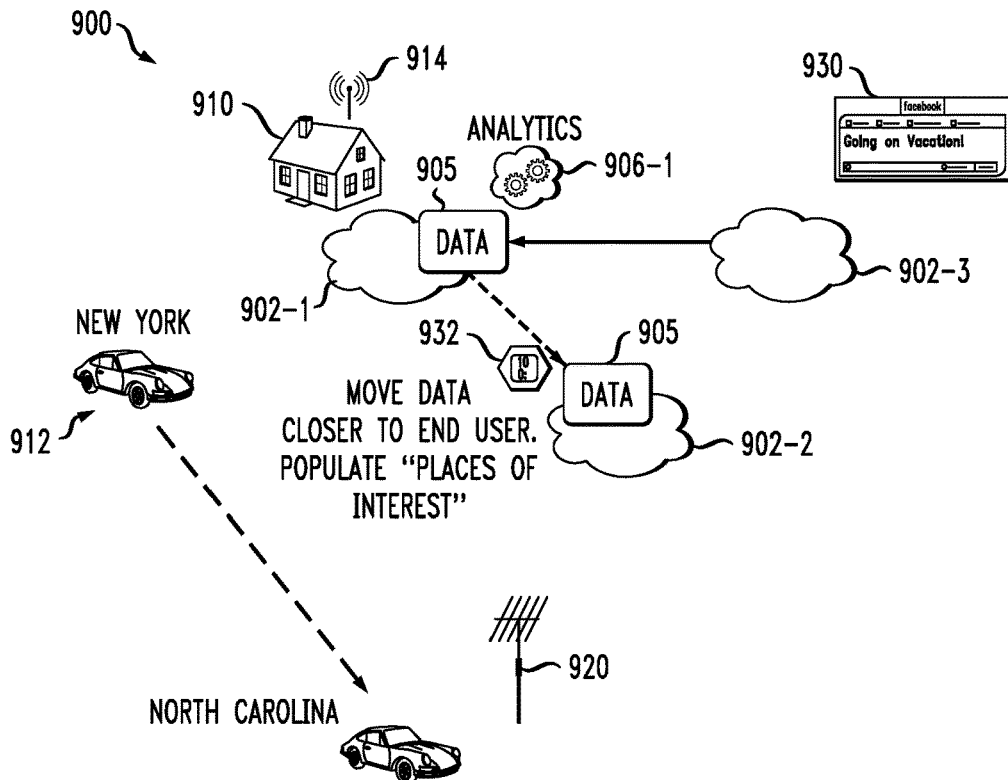 900
914
910
ANALYTICS
906-1
930
facebook
Going on Vacation!
905
DATA
902-1
902-3
NEW YORK
912
932
10
0:
905
DATA
902-2
MOVE DATA
CLOSER TO END USER.
POPULATE “PLACES OF
INTEREST”
920
NORTH CAROLINA